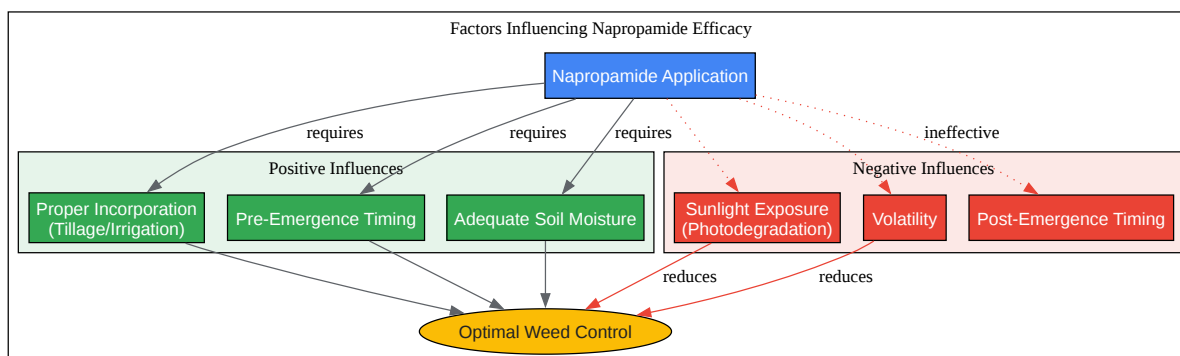 Factors Influencing Napropamide Efficacy
Napropamide Application
requires
requires
requires
ineffective
Positive Influences
Negative Influences
Proper Incorporation
(Tillage/Irrigation)
Pre-Emergence Timing
Adequate Soil Moisture
Sunlight Exposure
(Photodegradation)
Volatility
Post-Emergence Timing
reduces
reduces
Optimal Weed Control